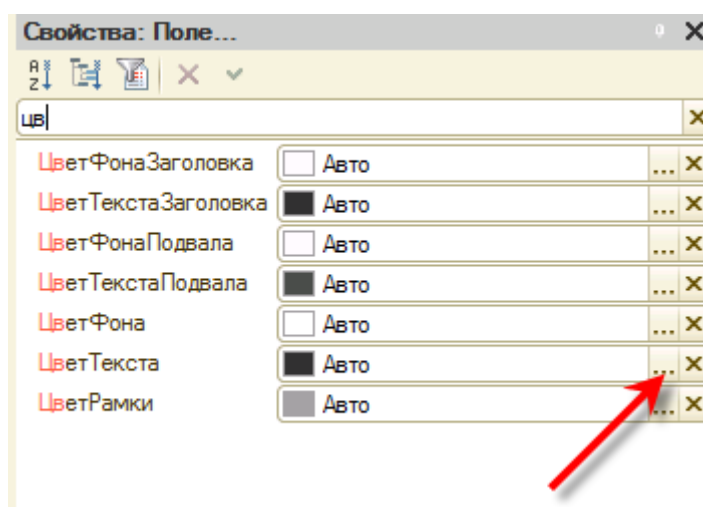 Свойства: Поле...
цв
ЦветФонаЗаголовка Авто ...
ЦветТекстаЗаголовка Авто ...
ЦветФонаПодвала Авто ...
ЦветТекстаПодвала Авто ...
ЦветФона Авто ...
ЦветТекста Авто ...
ЦветРамки Авто ...